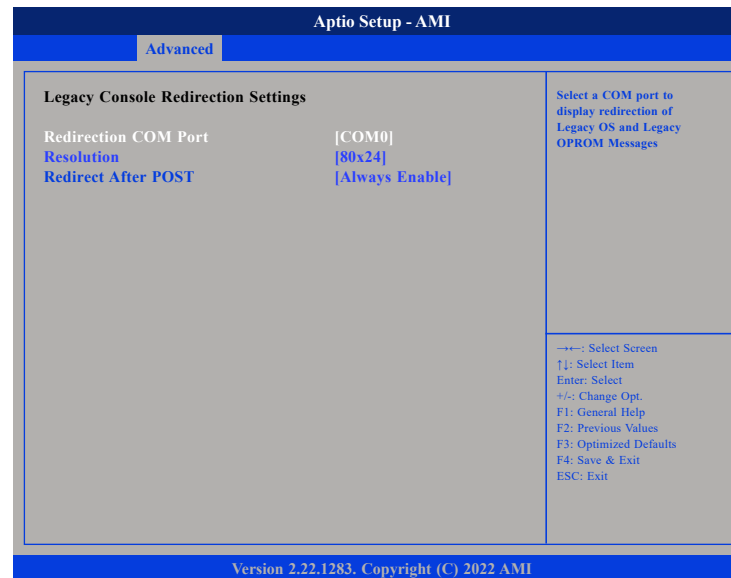 Aptio Setup - AMI
Advanced
Legacy Console Redirection Settings
Redirection COM Port [COM0]
Resolution [80x24]
Redirect After POST [Always Enable]
Select a COM port to
display redirection of
Legacy OS and Legacy
OPROM Messages
→←: Select Screen
↑↓: Select Item
Enter: Select
+/-: Change Opt.
F1: General Help
F2: Previous Values
F3: Optimized Defaults
F4: Save & Exit
ESC: Exit
Version 2.22.1283. Copyright (C) 2022 AMI